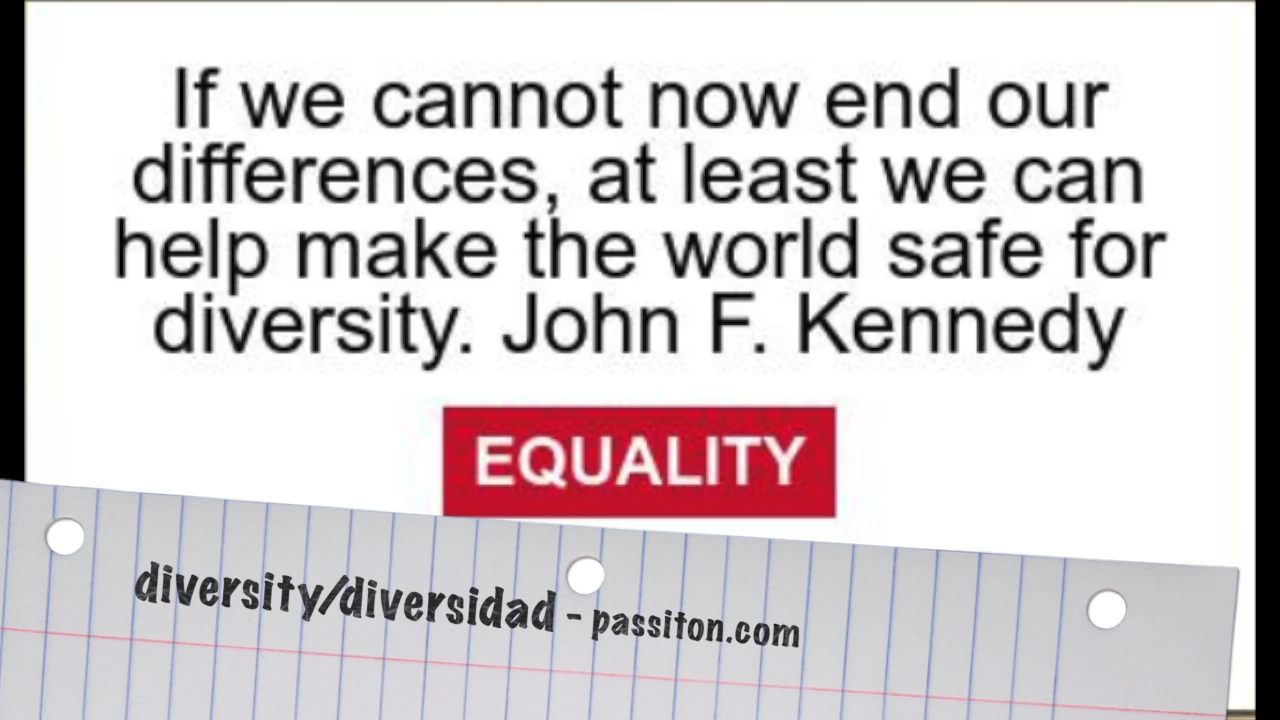 If we cannot now end our
differences, at least we can
help make the world safe for
diversity. John F. Kennedy
EQUALITY
diversity/diversidad - passiton.com